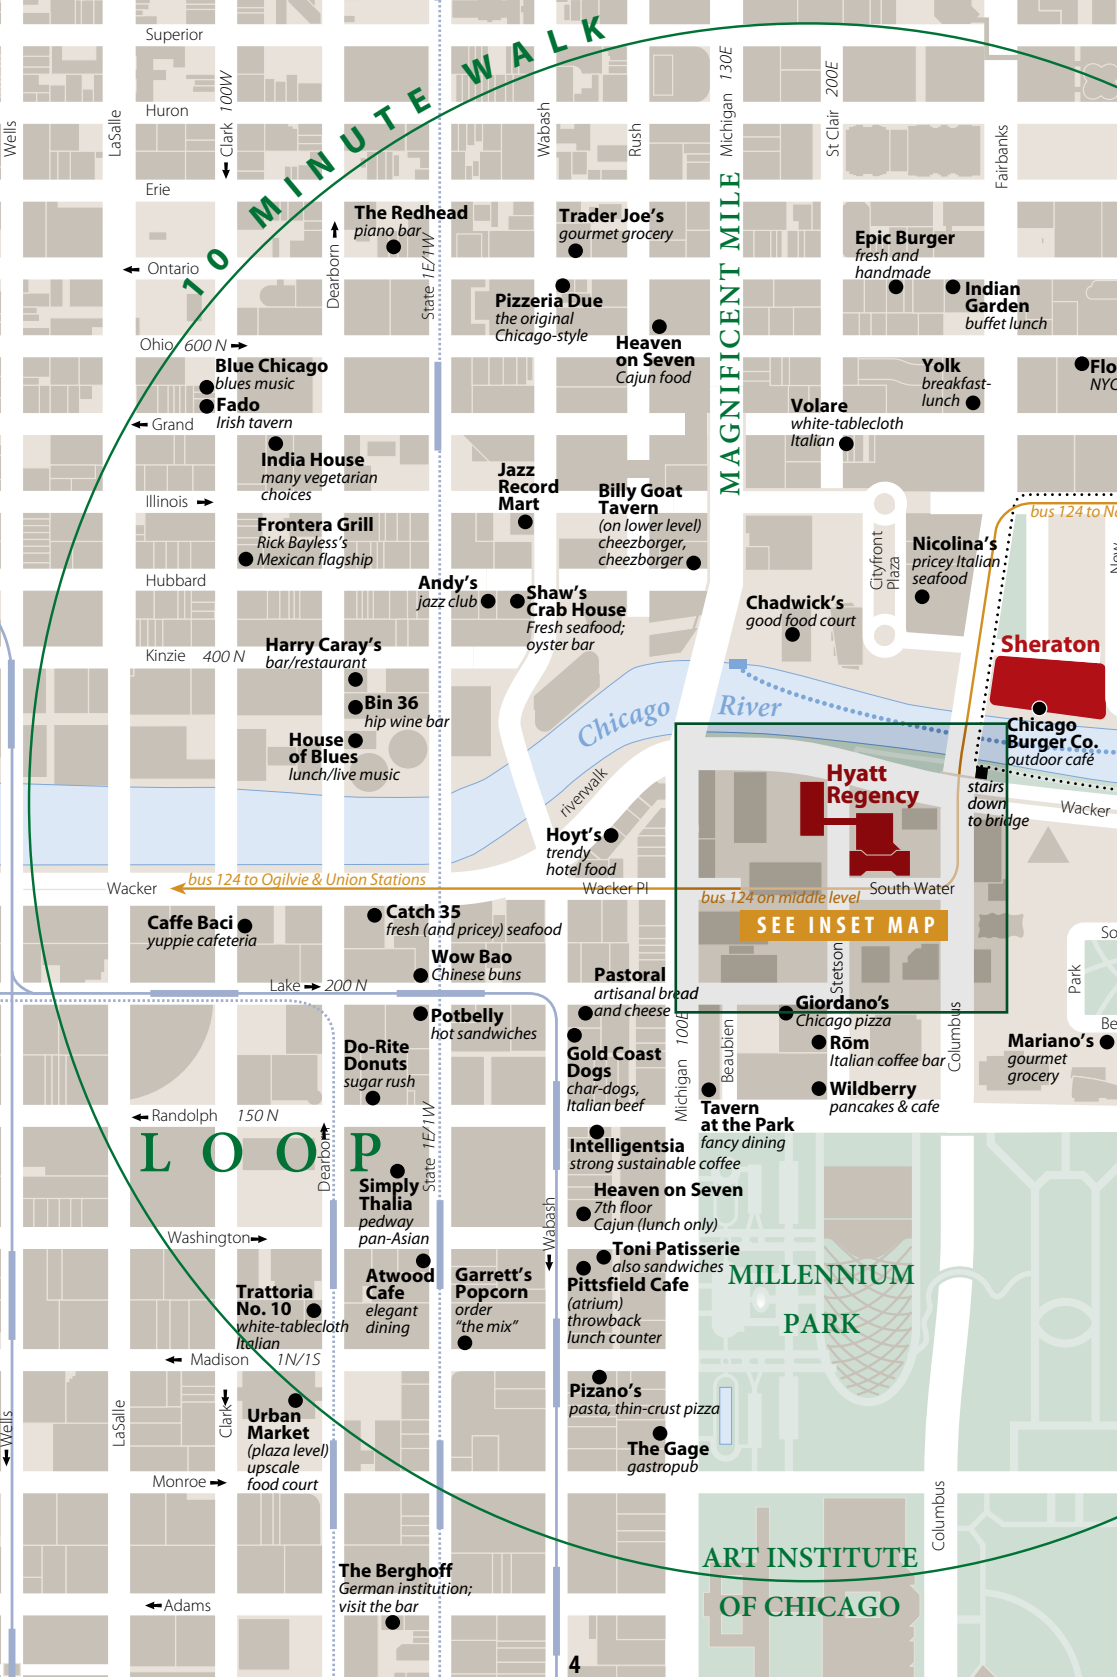 Superior
Huron
Erie
Ontario
Ohio 600 N
Grand
Illinois
Hubbard
Kinzie 400 N
Wells
LaSalle
Clark 100W
Dearborn
State 1E/1W
Wabash
Rush
Michigan 130E
St Clair 200E
Fairbanks
10 MINUTE WALK
MAGNIFICENT MILE
The Redhead
piano bar
Trader Joe's
gourmet grocery
Epic Burger
fresh and
handmade
Indian
Garden
buffet lunch
Pizzeria Due
the original
Chicago-style
Heaven
on Seven
Cajun food
Blue Chicago
blues music
Fado
Irish tavern
Yolk
breakfast-
lunch
Flo
NYC
Volare
white-tablecloth
Italian
India House
many vegetarian
choices
Jazz
Record
Mart
Billy Goat
Tavern
(on lower level)
cheezborger,
cheezborger
Frontera Grill
Rick Bayless's
Mexican flagship
Cityfront
Plaza
Nicolina's
pricey Italian
seafood
bus 124 to N
New
Andy's
jazz club
Shaw's
Crab House
Fresh seafood;
oyster bar
Chadwick's
good food court
Harry Caray's
bar/restaurant
Sheraton
Bin 36
hip wine bar
House
of Blues
lunch/live music
Chicago River
Chicago
Burger Co.
outdoor café
Hyatt
Regency
stairs
down
to bridge
Wacker
riverwalk
Hoyt's
trendy
hotel food
Wacker
bus 124 to Ogilvie & Union Stations
Wacker Pl
South Water
bus 124 on middle level
SEE INSET MAP
Caffe Baci
yuppie cafeteria
Catch 35
fresh (and pricey) seafood
Wow Bao
Chinese buns
Lake 200 N
Pastoral
artisanal bread
and cheese
Stetson
Columbus
Park
So
Be
Giordano's
Chicago pizza
Potbelly
hot sandwiches
Do-Rite
Donuts
sugar rush
Gold Coast
Dogs
char-dogs,
Italian beef
Michigan 100E
Beaubien
Rōm
Italian coffee bar
Mariano's
gourmet
grocery
Wildberry
pancakes & cafe
Tavern
at the Park
fancy dining
Randolph 150 N
LOOP
Dearborn
State 1E/1W
Intelligentsia
strong sustainable coffee
Simply
Thalia
pedway
pan-Asian
Heaven on Seven
7th floor
Cajun (lunch only)
Washington
Wabash
Toni Patisserie
also sandwiches
Atwood
Cafe
elegant
dining
Garrett's
Popcorn
order
"the mix"
Pittsfield Cafe
(atrium)
throwback
lunch counter
MILLENNIUM
PARK
Trattoria
No. 10
white-tablecloth
Italian
Madison 1N/1S
Wells
LaSalle
Clark
Urban
Market
(plaza level)
upscale
food court
Pizano's
pasta, thin-crust pizza
The Gage
gastropub
Monroe
Columbus
ART INSTITUTE
OF CHICAGO
The Berghoff
German institution;
visit the bar
Adams
4